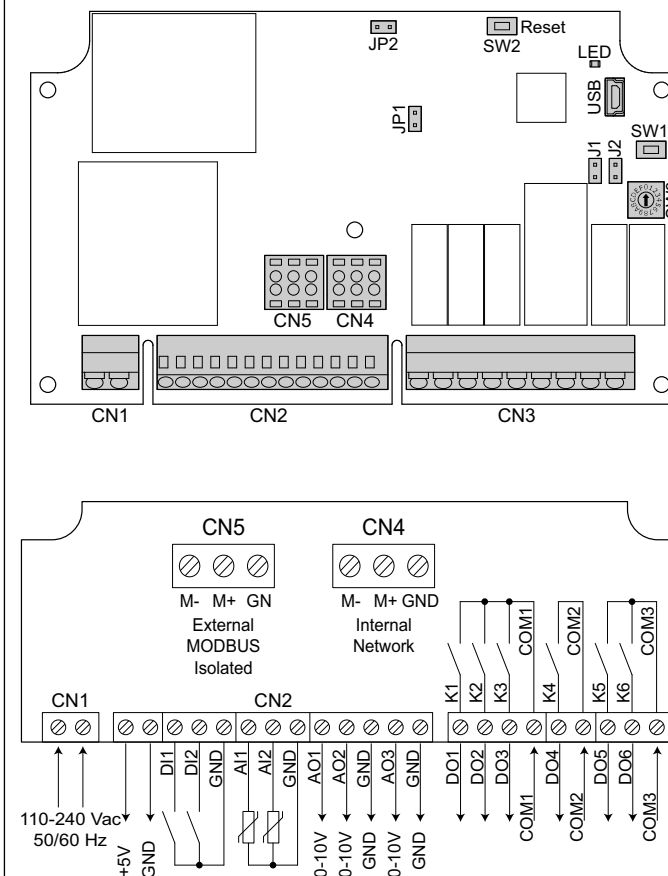 JP2
SW2
Reset
LED
USB
JP1
SW1
J1
J2
CN5
CN4
CN1
CN2
CN3
CN5
CN4
M- M+ GN
M- M+ GND
External
MODBUS
Isolated
Internal
Network
K1
K2
K3
COM1
K4
COM2
K5
K6
COM3
CN1
CN2
DI1
DI2
GND
AI1
AI2
GND
AO1
AO2
GND
AO3
GND
DO1
DO2
DO3
COM1
DO4
COM2
DO5
DO6
COM3
110-240 Vac
50/60 Hz
+5V
GND
0-10V
0-10V
GND
0-10V
GND